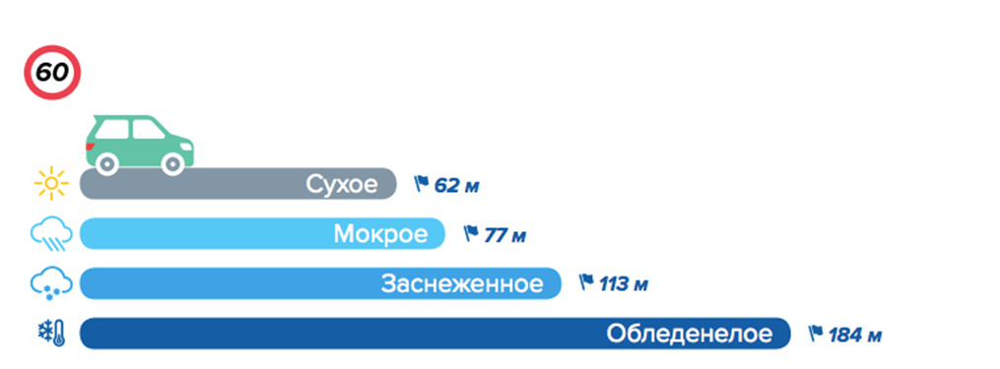 60
Сухое 62 м
Мокрое 77 м
Заснеженное 113 м
Обледенелое 184 м